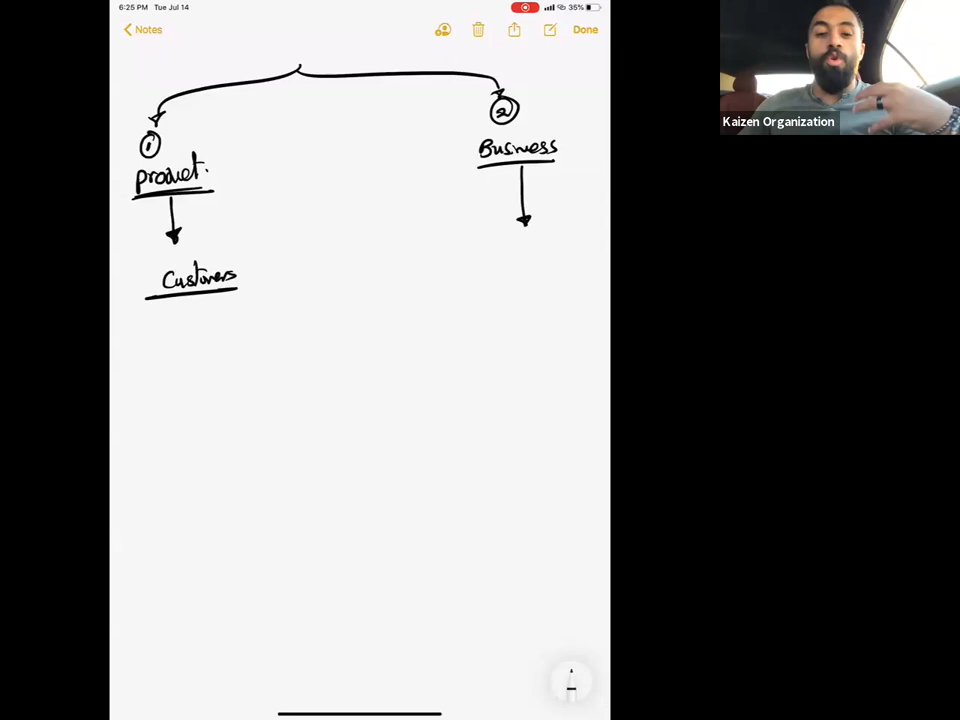 6:25 PM Tue Jul 14
35%
Notes
Done
1
Product.
Customers
2
Business
Kaizen Organization